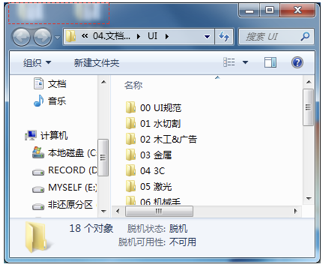 « 04.文档... ▸ UI ▸
搜索 UI
组织 ▾ 新建文件夹
文档
音乐
计算机
本地磁盘 (C
RECORD (D
MYSELF (E:)
非还原分区
名称
00 UI规范
01 水切割
02 木工&广告
03 金属
04 3C
05 激光
06 机械手
18 个对象 脱机状态: 脱机
脱机可用性: 不可用